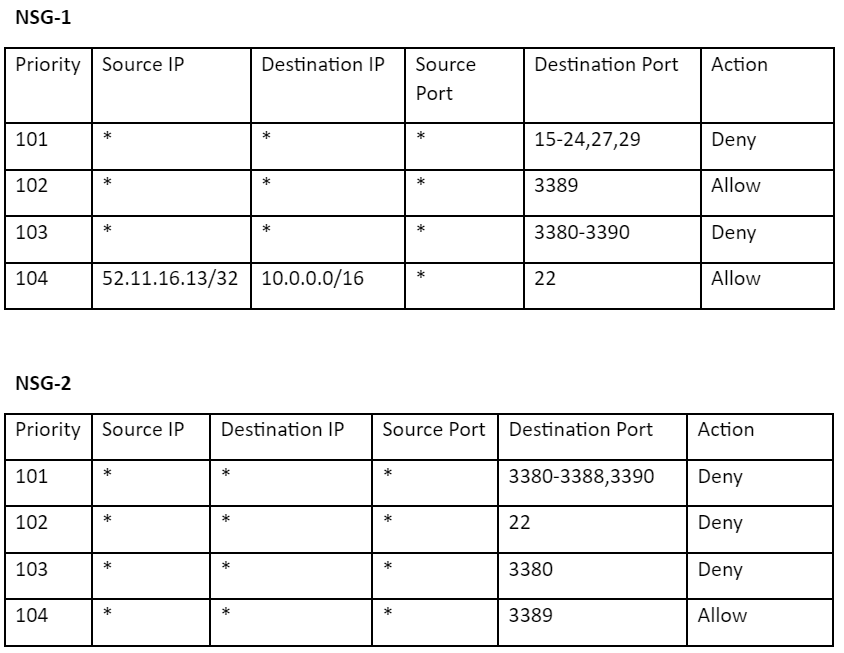 NSG-1
Priority Source IP Destination IP Source Port Destination Port Action
101 * * * 15-24,27,29 Deny
102 * * * 3389 Allow
103 * * * 3380-3390 Deny
104 52.11.16.13/32 10.0.0.0/16 * 22 Allow
NSG-2
Priority Source IP Destination IP Source Port Destination Port Action
101 * * * 3380-3388,3390 Deny
102 * * * 22 Deny
103 * * * 3380 Deny
104 * * * 3389 Allow